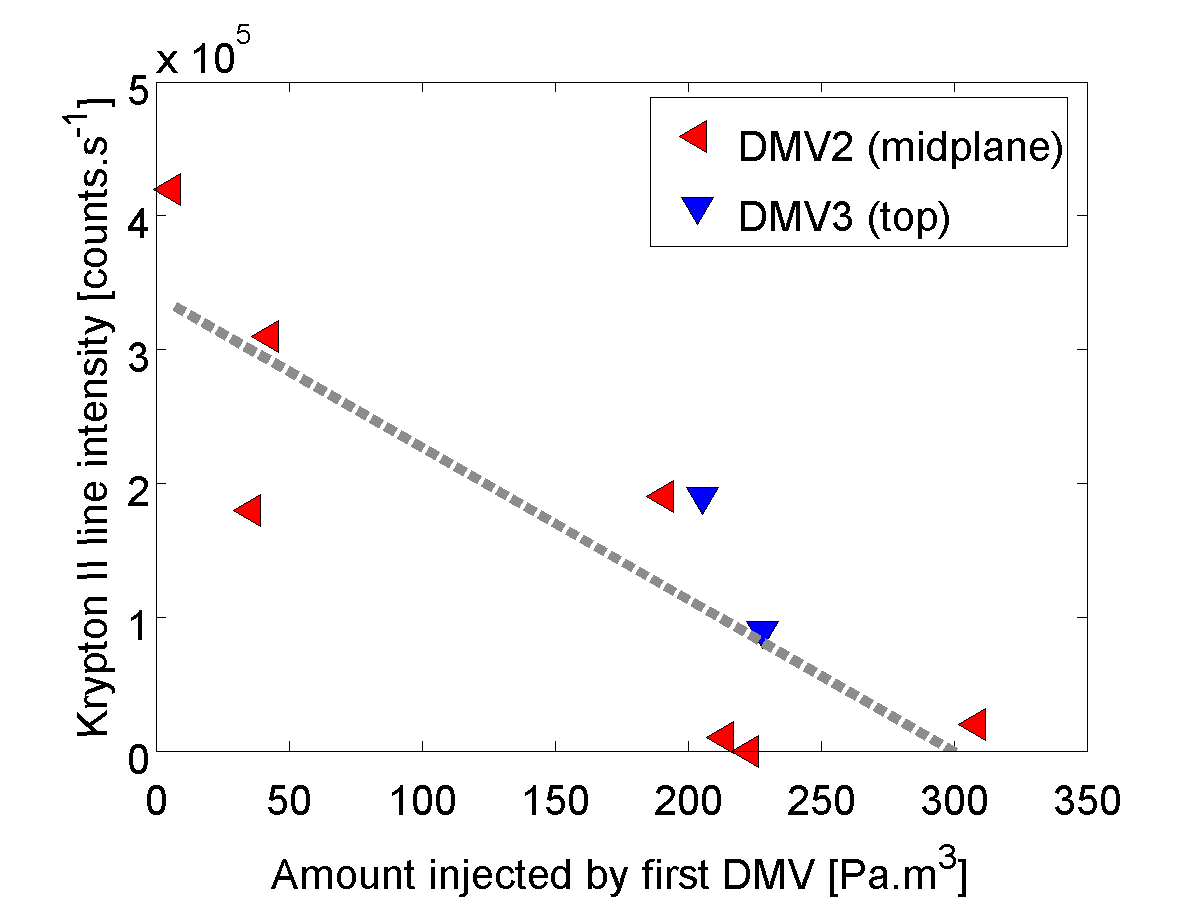 x 10^5
Krypton II line intensity [counts.s^-1]
5
4
3
2
1
0
0 50 100 150 200 250 300 350
Amount injected by first DMV [Pa.m^3]
DMV2 (midplane)
DMV3 (top)